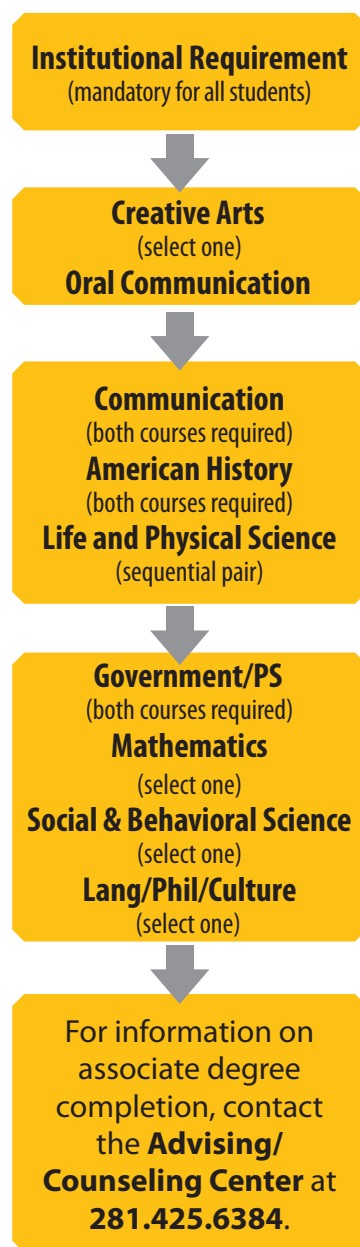 Institutional Requirement
(mandatory for all students)
Creative Arts
(select one)
Oral Communication
Communication
(both courses required)
American History
(both courses required)
Life and Physical Science
(sequential pair)
Government/PS
(both courses required)
Mathematics
(select one)
Social & Behavioral Science
(select one)
Lang/Phil/Culture
(select one)
For information on
associate degree
completion, contact
the Advising/
Counseling Center at
281.425.6384.